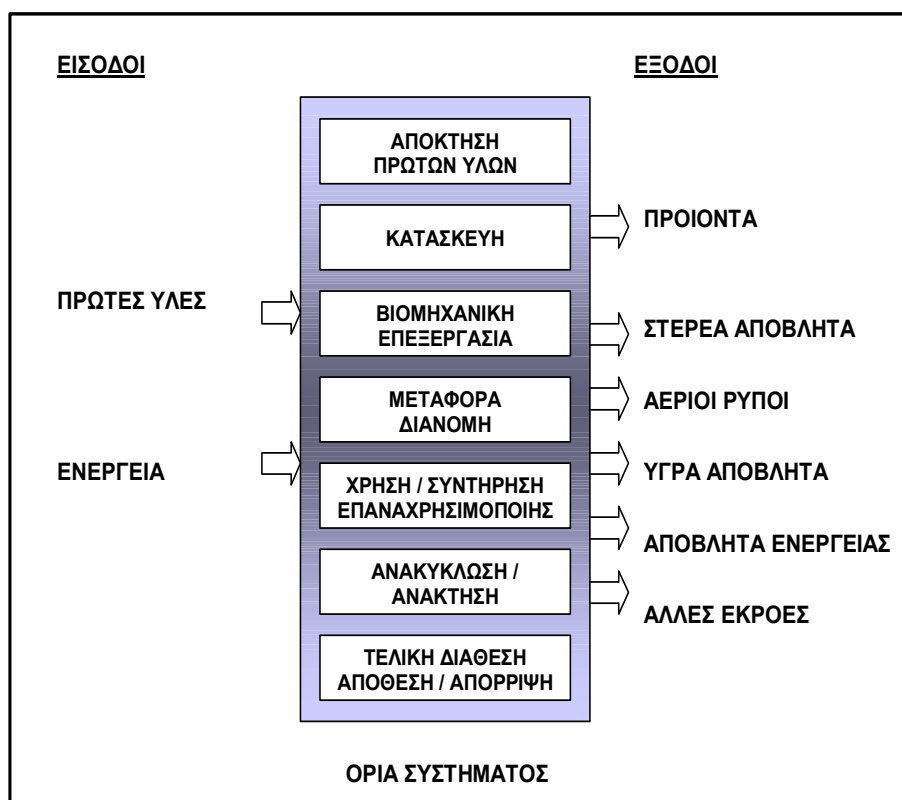 ΕΙΣΟΔΟΙ
ΕΞΟΔΟΙ
ΑΠΟΚΤΗΣΗ
ΠΡΩΤΩΝ ΥΛΩΝ
ΚΑΤΑΣΚΕΥΗ
ΠΡΟΙΟΝΤΑ
ΠΡΩΤΕΣ ΥΛΕΣ
ΒΙΟΜΗΧΑΝΙΚΗ
ΕΠΕΞΕΡΓΑΣΙΑ
ΣΤΕΡΕΑ ΑΠΟΒΛΗΤΑ
ΜΕΤΑΦΟΡΑ
ΔΙΑΝΟΜΗ
ΑΕΡΙΟΙ ΡΥΠΟΙ
ΕΝΕΡΓΕΙΑ
ΧΡΗΣΗ / ΣΥΝΤΗΡΗΣΗ
ΕΠΑΝΑΧΡΗΣΙΜΟΠΟΙΗΣ
ΥΓΡΑ ΑΠΟΒΛΗΤΑ
ΑΠΟΒΛΗΤΑ ΕΝΕΡΓΕΙΑΣ
ΑΝΑΚΥΚΛΩΣΗ /
ΑΝΑΚΤΗΣΗ
ΑΛΛΕΣ ΕΚΡΟΕΣ
ΤΕΛΙΚΗ ΔΙΑΘΕΣΗ
ΑΠΟΘΕΣΗ / ΑΠΟΡΡΙΨΗ
ΟΡΙΑ ΣΥΣΤΗΜΑΤΟΣ